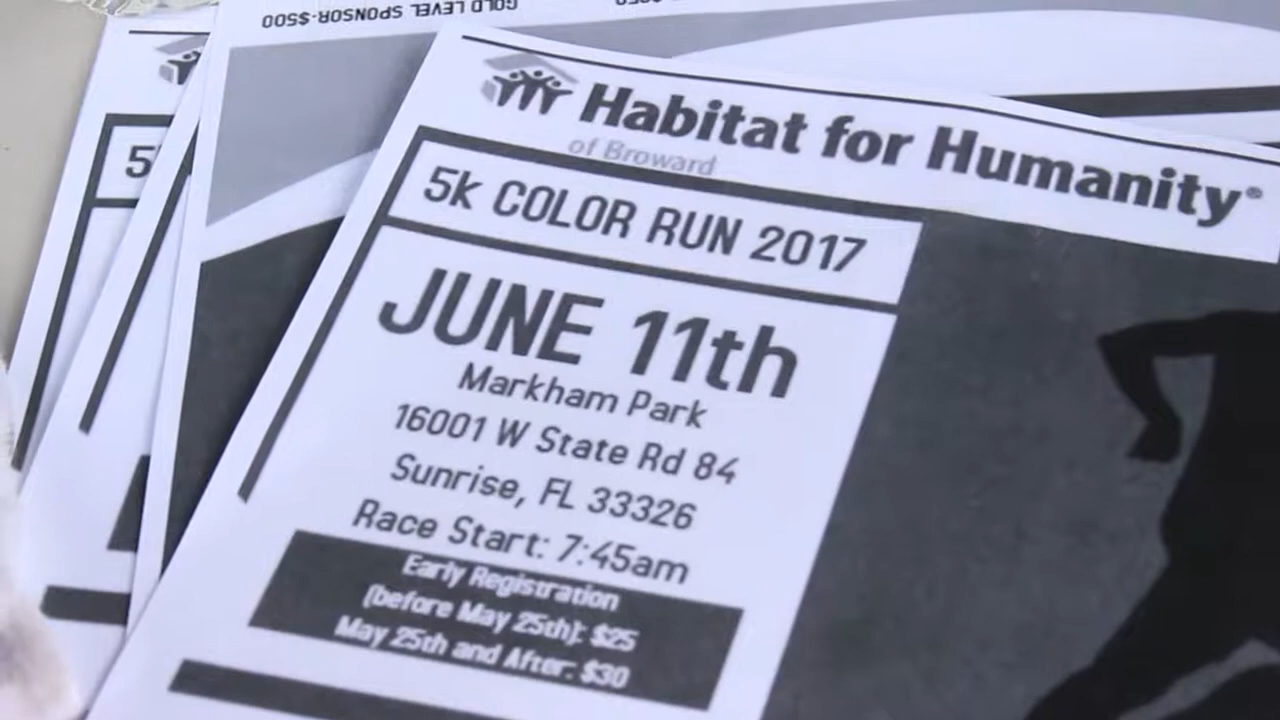 GOLD LEVEL SPONSOR-$500
Habitat for Humanity®
of Broward
5
5k COLOR RUN 2017
JUNE 11th
Markham Park
16001 W State Rd 84
Sunrise, FL 33326
Race Start: 7:45am
Early Registration
(before May 25th): $25
May 25th and After: $30